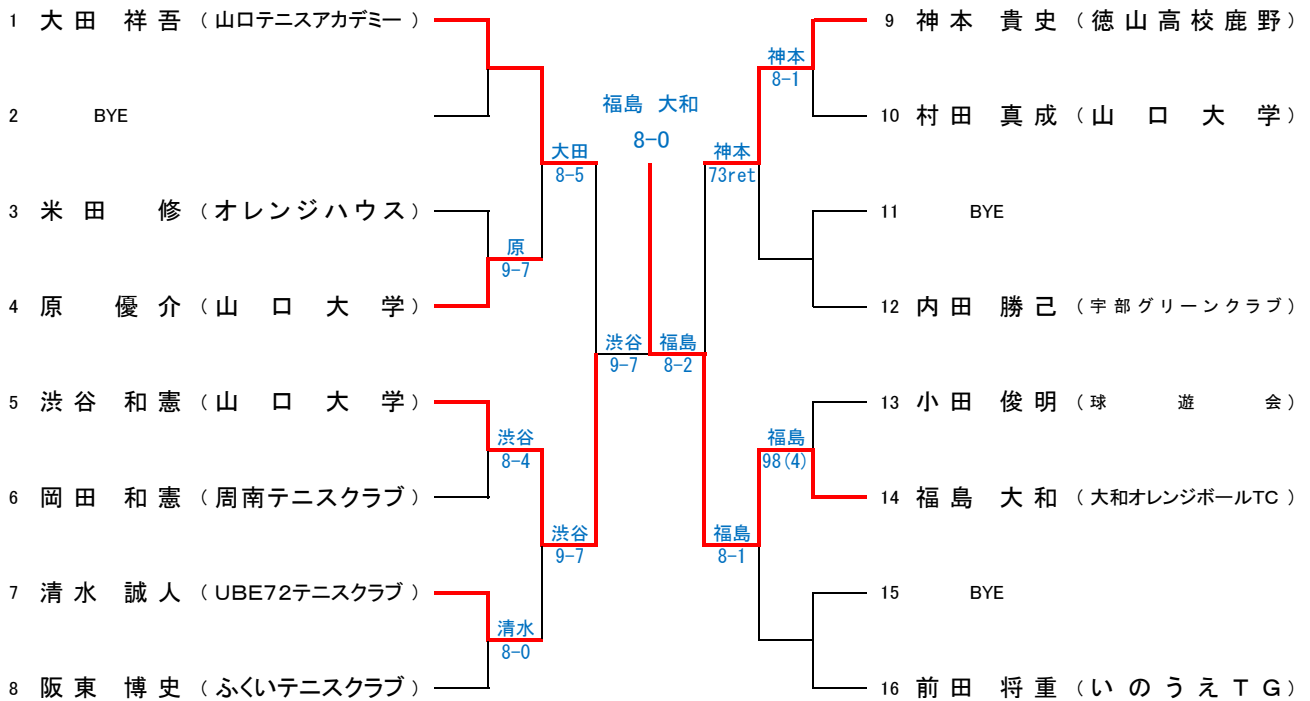 1 大田 祥吾 (山口テニスアカデミー)
2 BYE
3 米田 修 (オレンジハウス)
4 原 優介 (山口大学)
5 渋谷 和憲 (山口大学)
6 岡田 和憲 (周南テニスクラブ)
7 清水 誠人 (UBE72テニスクラブ)
8 阪東 博史 (ふくいテニスクラブ)
原
9-7
渋谷
8-4
清水
8-0
大田
8-5
渋谷
9-7
渋谷
9-7
福島 大和
8-0
福島
8-2
神本
73ret
福島
8-1
神本
8-1
福島
98(4)
9 神本 貴史 (徳山高校鹿野)
10 村田 真成 (山口大学)
11 BYE
12 内田 勝己 (宇部グリーンクラブ)
13 小田 俊明 (球遊会)
14 福島 大和 (大和オレンジボールTC)
15 BYE
16 前田 将重 (いのうえTG)